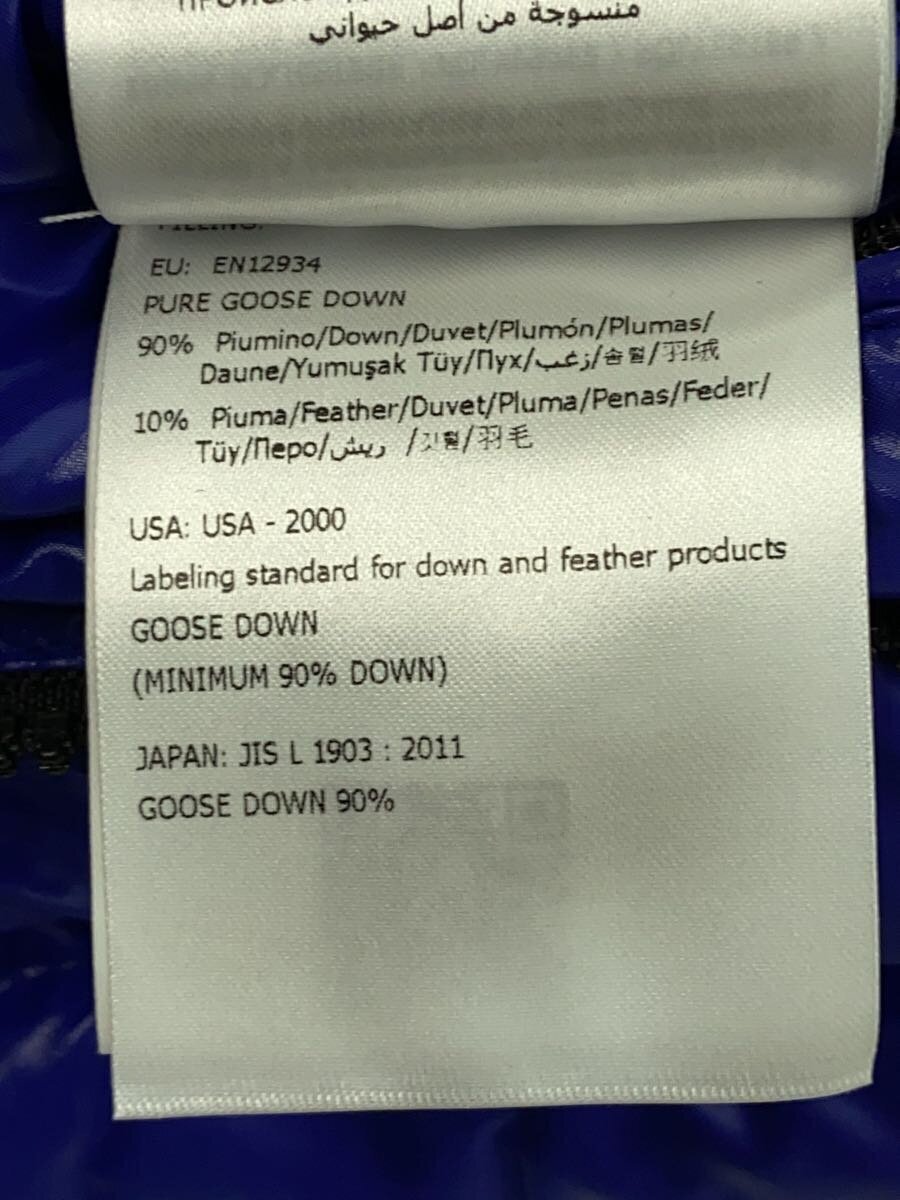 منسوجة من أصل حيواني
FILLING:
EU: EN12934
PURE GOOSE DOWN
90% Piumino/Down/Duvet/Plumón/Plumas/
Daune/Yumuşak Tüy/Пух/زغب/솜털/羽绒
10% Piuma/Feather/Duvet/Pluma/Penas/Feder/
Tüy/Перо/ريش /깃털/羽毛
USA: USA - 2000
Labeling standard for down and feather products
GOOSE DOWN
(MINIMUM 90% DOWN)
JAPAN: JIS L 1903 : 2011
GOOSE DOWN 90%